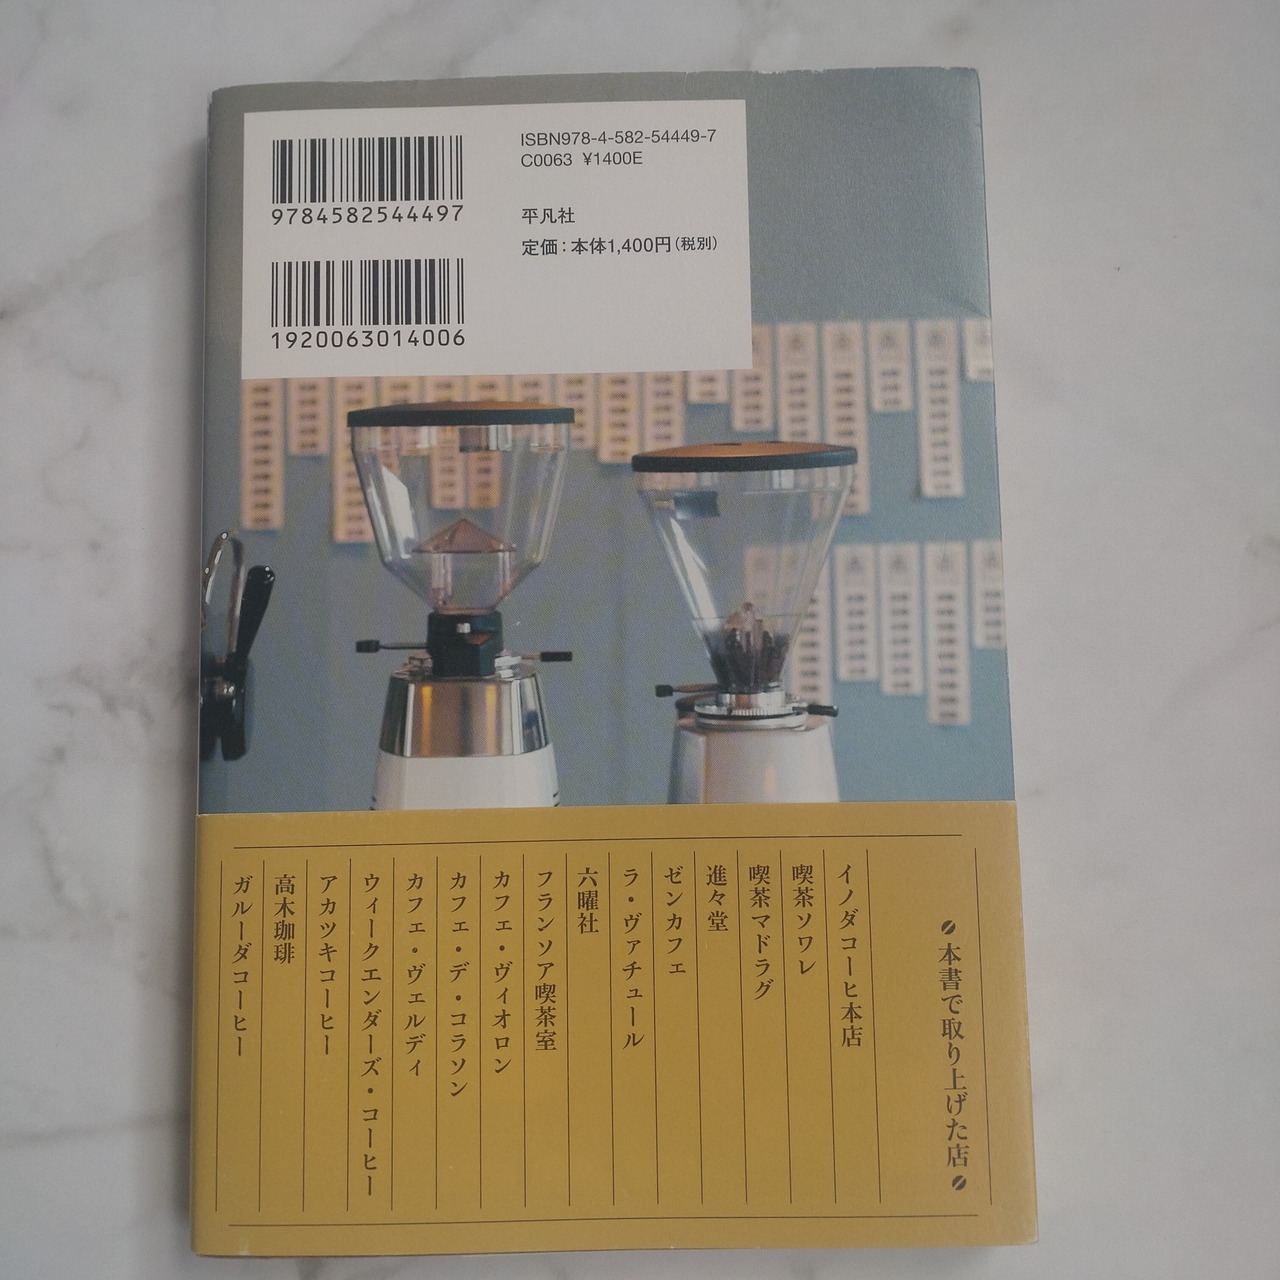 ISBN978-4-582-54449-7
C0063 ¥1400E
平凡社
定価：本体1,400円（税別）
9784582544497
1920063014006
本書で取り上げた店
イノダコーヒ本店
喫茶ソワレ
喫茶マドラグ
進々堂
ゼンカフェ
ラ・ヴァチュール
六曜社
フランソア喫茶室
カフェ・ヴィオロン
カフェ・デ・コラソン
カフェ・ヴェルディ
ウィークエンダーズ・コーヒー
アカツキコーヒー
高木珈琲
ガルーダコーヒー